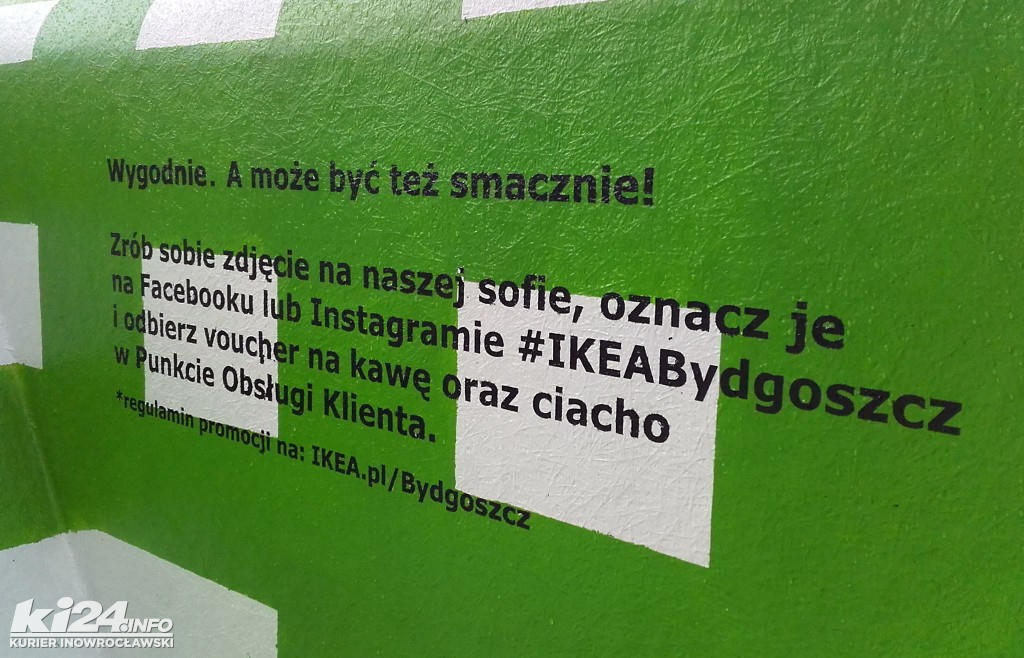 Wygodnie. A może być też smacznie!
Zrób sobie zdjęcie na naszej sofie, oznacz je
na Facebooku lub Instagramie #IKEABydgoszcz
i odbierz voucher na kawę oraz ciacho
w Punkcie Obsługi Klienta.
*regulamin promocji na: IKEA.pl/Bydgoszcz
ki24.INFO
KURIER INOWROCŁAWSKI